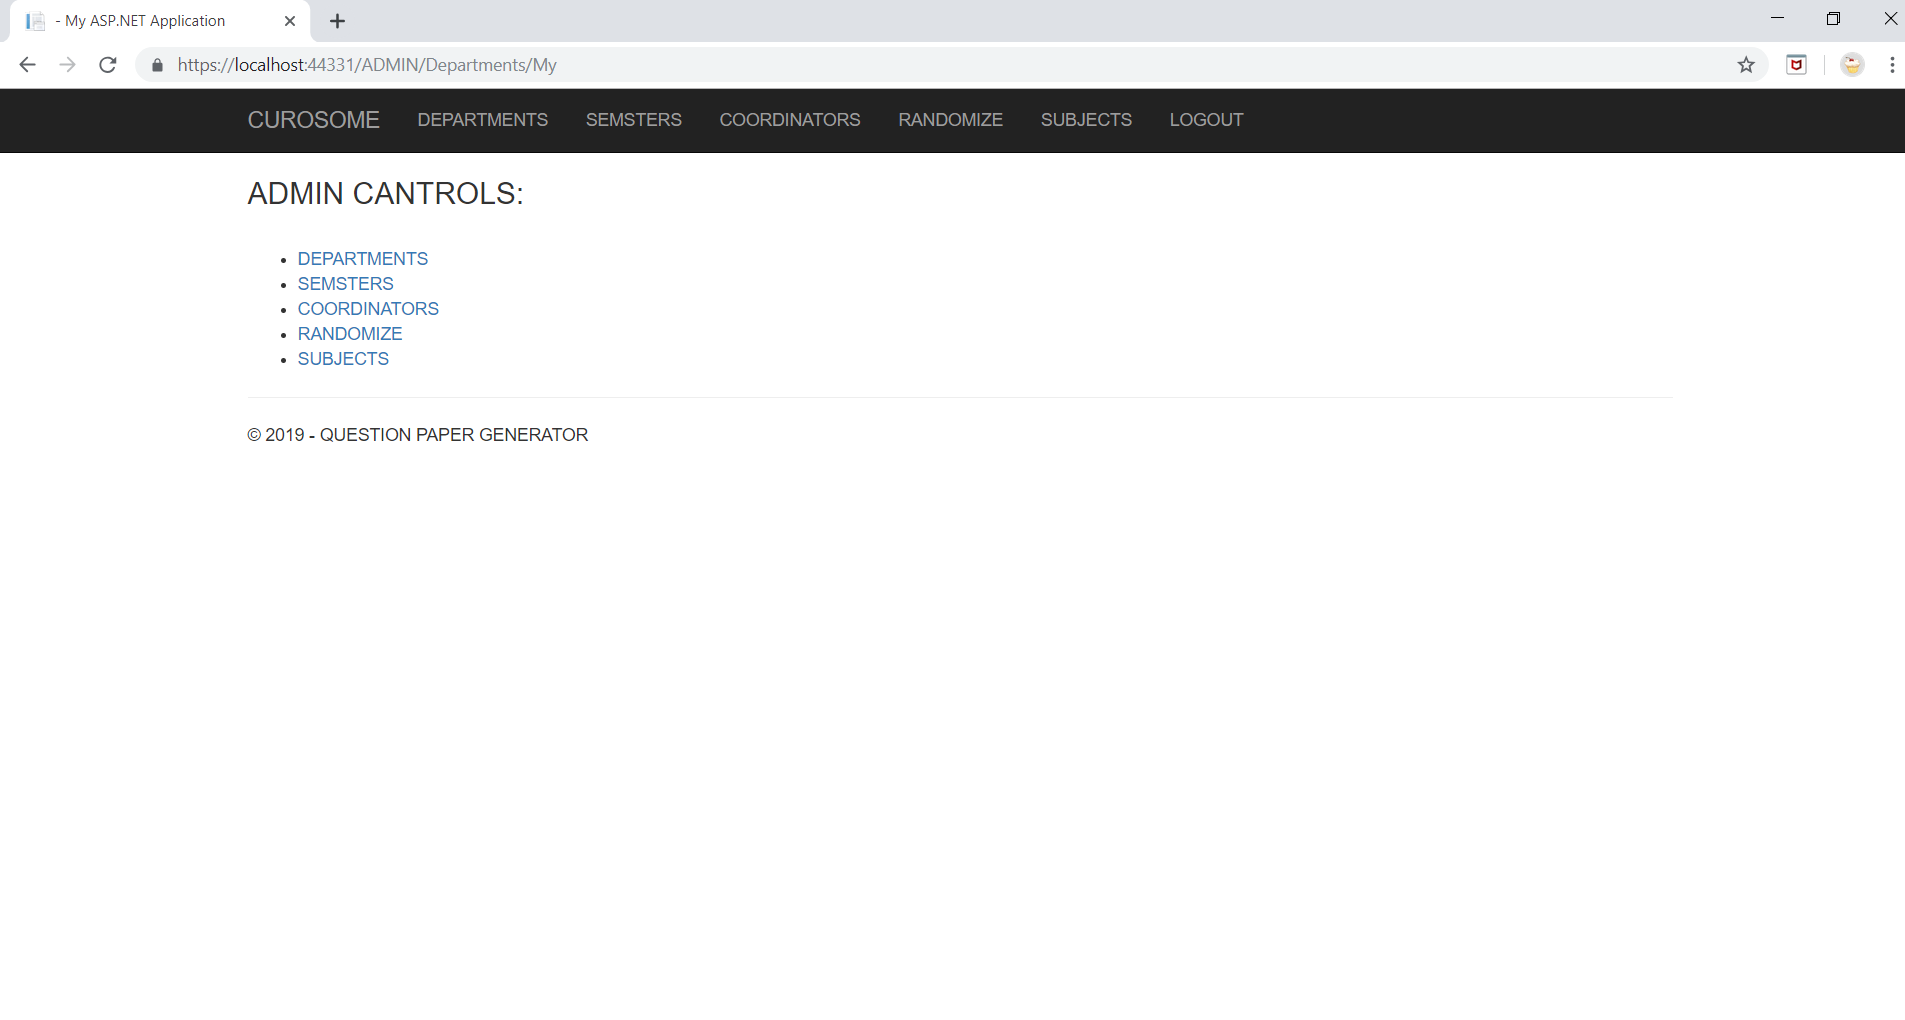 - My ASP.NET Application
https://localhost:44331/ADMIN/Departments/My
CUROSOME DEPARTMENTS SEMSTERS COORDINATORS RANDOMIZE SUBJECTS LOGOUT
ADMIN CANTROLS:
• DEPARTMENTS
• SEMSTERS
• COORDINATORS
• RANDOMIZE
• SUBJECTS
© 2019 - QUESTION PAPER GENERATOR